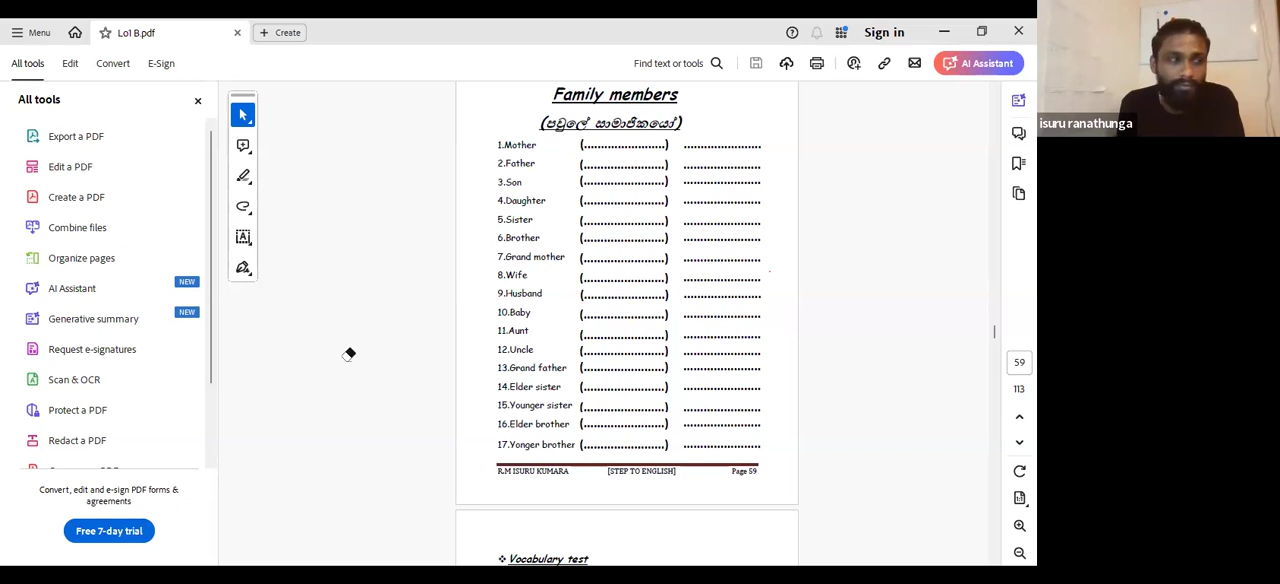 Menu
Lo1 B.pdf
Create
Sign in
All tools
Edit
Convert
E-Sign
Find text or tools
AI Assistant
All tools
Export a PDF
Edit a PDF
Create a PDF
Combine files
Organize pages
AI Assistant NEW
Generative summary NEW
Request e-signatures
Scan & OCR
Protect a PDF
Redact a PDF
Convert, edit and e-sign PDF forms &
agreements
Free 7-day trial
Family members
(පවුලේ සාමාජිකයෝ)
1.Mother (........................) ......................
2.Father (........................) ......................
3.Son (........................) ......................
4.Daughter (........................) ......................
5.Sister (........................) ......................
6.Brother (........................) ......................
7.Grand mother (........................) ......................
8.Wife (........................) ......................
9.Husband (........................) ......................
10.Baby (........................) ......................
11.Aunt (........................) ......................
12.Uncle (........................) ......................
13.Grand father (........................) ......................
14.Elder sister (........................) ......................
15.Younger sister (........................) ......................
16.Elder brother (........................) ......................
17.Yonger brother (........................) ......................
R.M ISURU KUMARA [STEP TO ENGLISH] Page 59
❖ Vocabulary test
59
113
isuru ranathunga